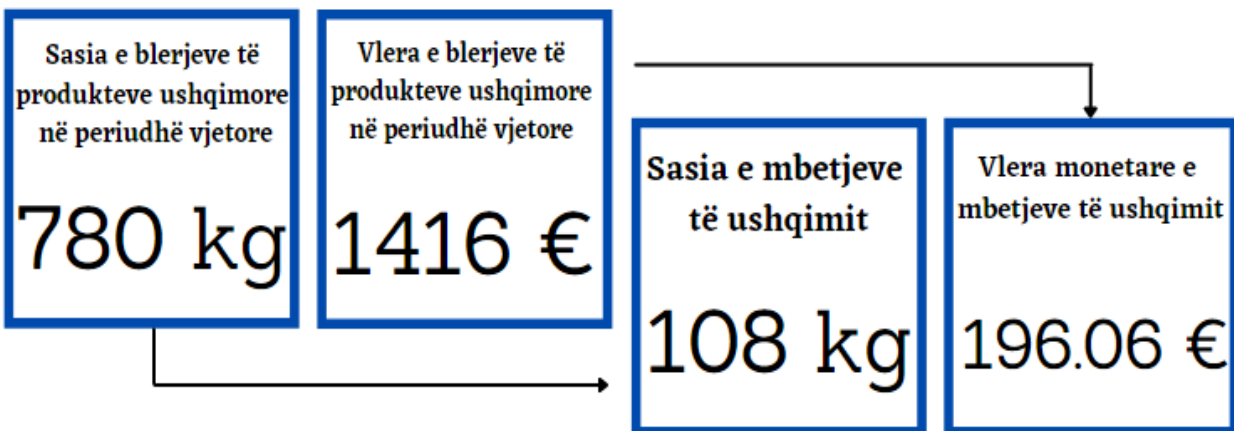 Sasia e blerjeve të
produkteve ushqimore
në periudhë vjetore
780 kg
Vlera e blerjeve të
produkteve ushqimore
në periudhë vjetore
1416 €
Sasia e mbetjeve
të ushqimit
108 kg
Vlera monetare e
mbetjeve të ushqimit
196.06 €